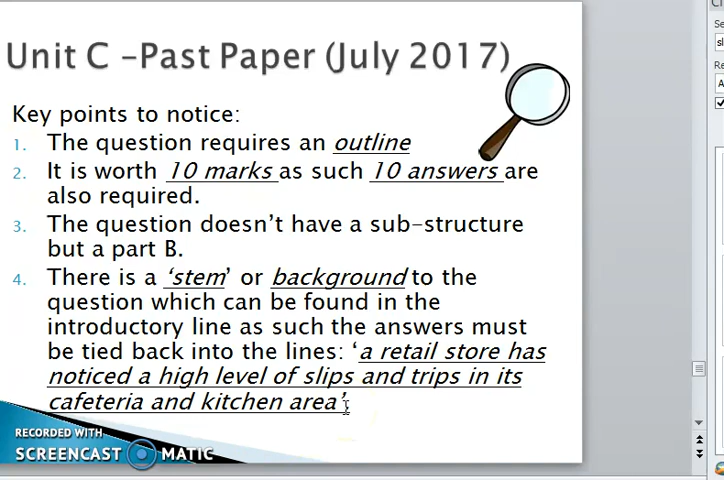 Unit C –Past Paper (July 2017)
Key points to notice:
1. The question requires an outline
2. It is worth 10 marks as such 10 answers are
also required.
3. The question doesn't have a sub-structure
but a part B.
4. There is a 'stem' or background to the
question which can be found in the
introductory line as such the answers must
be tied back into the lines: 'a retail store has
noticed a high level of slips and trips in its
cafeteria and kitchen area'.
RECORDED WITH
SCREENCAST MATIC